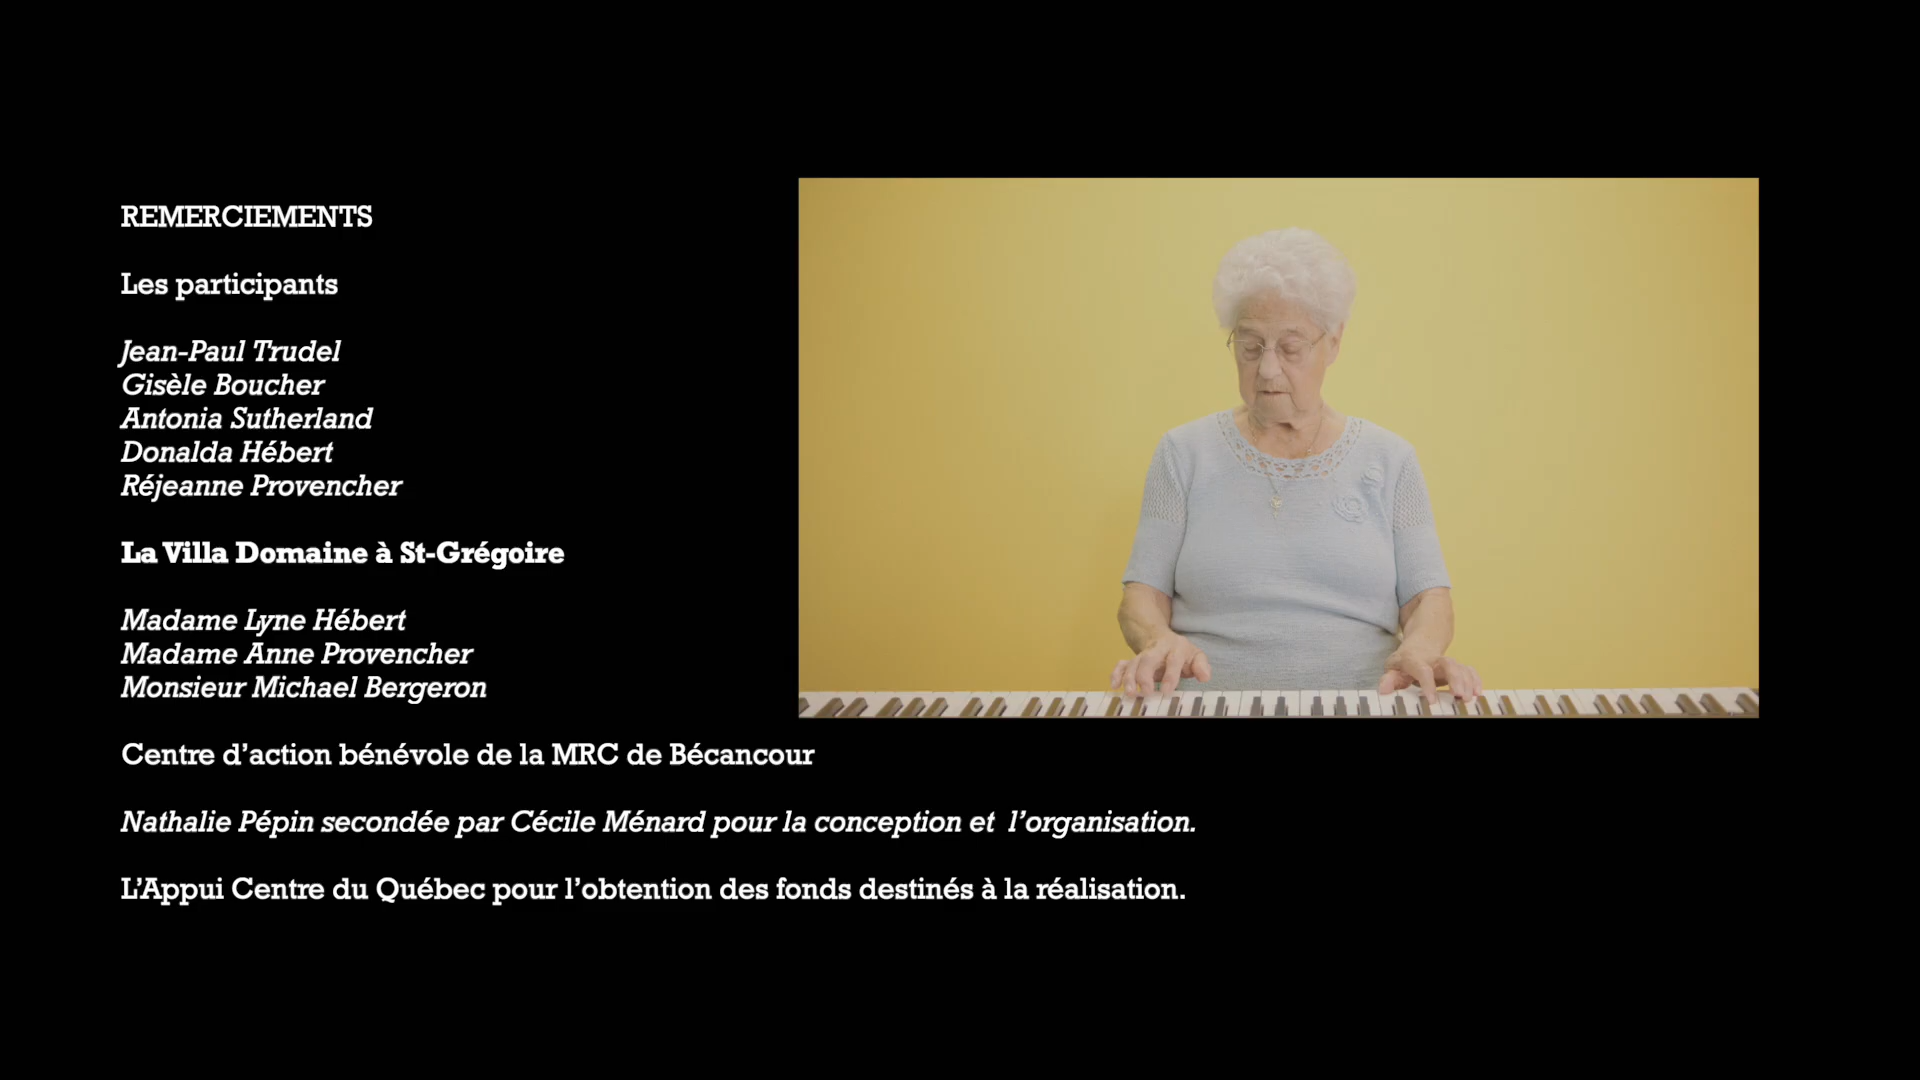 REMERCIEMENTS
Les participants
Jean-Paul Trudel
Gisèle Boucher
Antonia Sutherland
Donalda Hébert
Réjeanne Provencher
La Villa Domaine à St-Grégoire
Madame Lyne Hébert
Madame Anne Provencher
Monsieur Michael Bergeron
Centre d’action bénévole de la MRC de Bécancour
Nathalie Pépin secondée par Cécile Ménard pour la conception et  l’organisation.
L’Appui Centre du Québec pour l’obtention des fonds destinés à la réalisation.